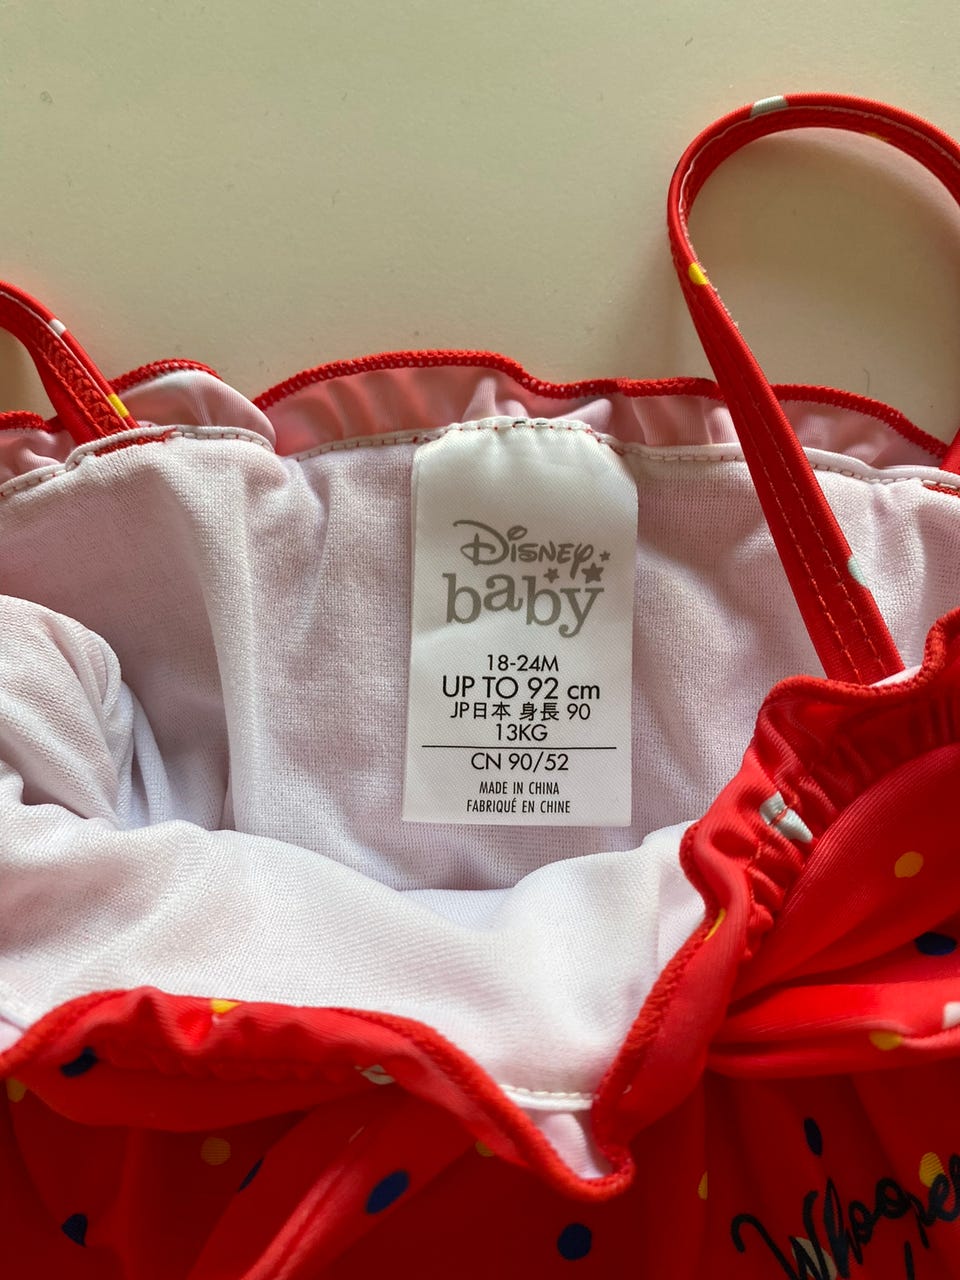 Disney
baby
18-24M
UP TO 92 cm
JP日本 身長 90
13KG
CN 90/52
MADE IN CHINA
FABRIQUÉ EN CHINE